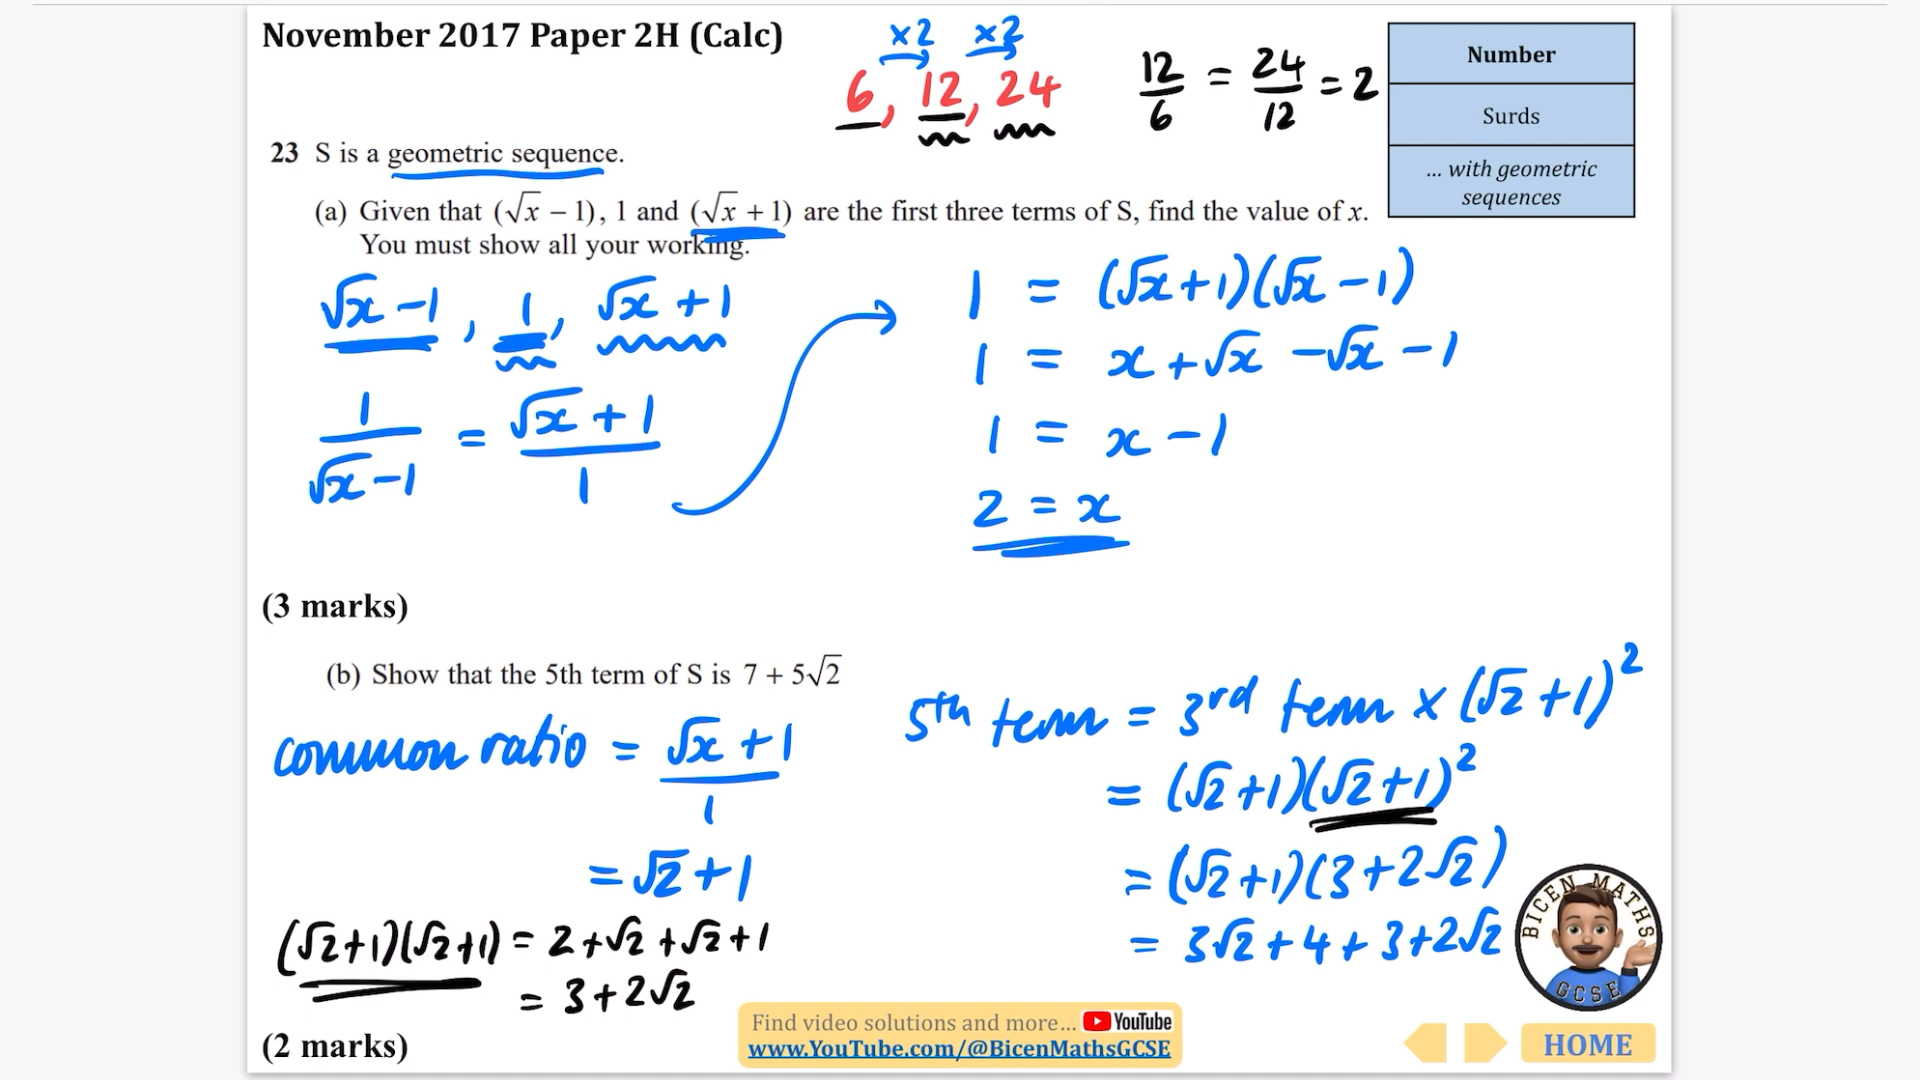 November 2017 Paper 2H (Calc)
×2 ×2
6, 12, 24
12/6 = 24/12 = 2
Number
Surds
... with geometric
sequences
23 S is a geometric sequence.
(a) Given that (√x − 1), 1 and (√x + 1) are the first three terms of S, find the value of x.
You must show all your working.
√x −1, 1, √x +1
1/(√x −1) = (√x +1)/1
1 = (√x +1)(√x −1)
1 = x + √x − √x − 1
1 = x − 1
2 = x
(3 marks)
(b) Show that the 5th term of S is 7 + 5√2
common ratio = (√x + 1)/1
= √2 + 1
(√2+1)(√2+1) = 2 + √2 + √2 + 1
= 3 + 2√2
5th term = 3rd term × (√2 + 1)²
= (√2 + 1)(√2 + 1)²
= (√2 + 1)(3 + 2√2)
= 3√2 + 4 + 3 + 2√2
(2 marks)
Find video solutions and more... YouTube
www.YouTube.com/@BicenMathsGCSE
BICEN MATHS
GCSE
HOME